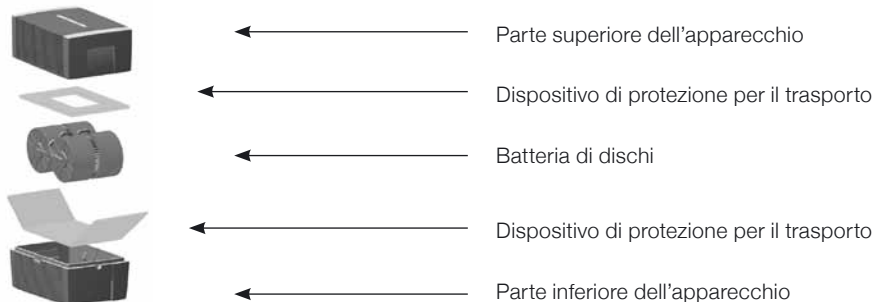 Parte superiore dell'apparecchio
Dispositivo di protezione per il trasporto
Batteria di dischi
Dispositivo di protezione per il trasporto
Parte inferiore dell'apparecchio